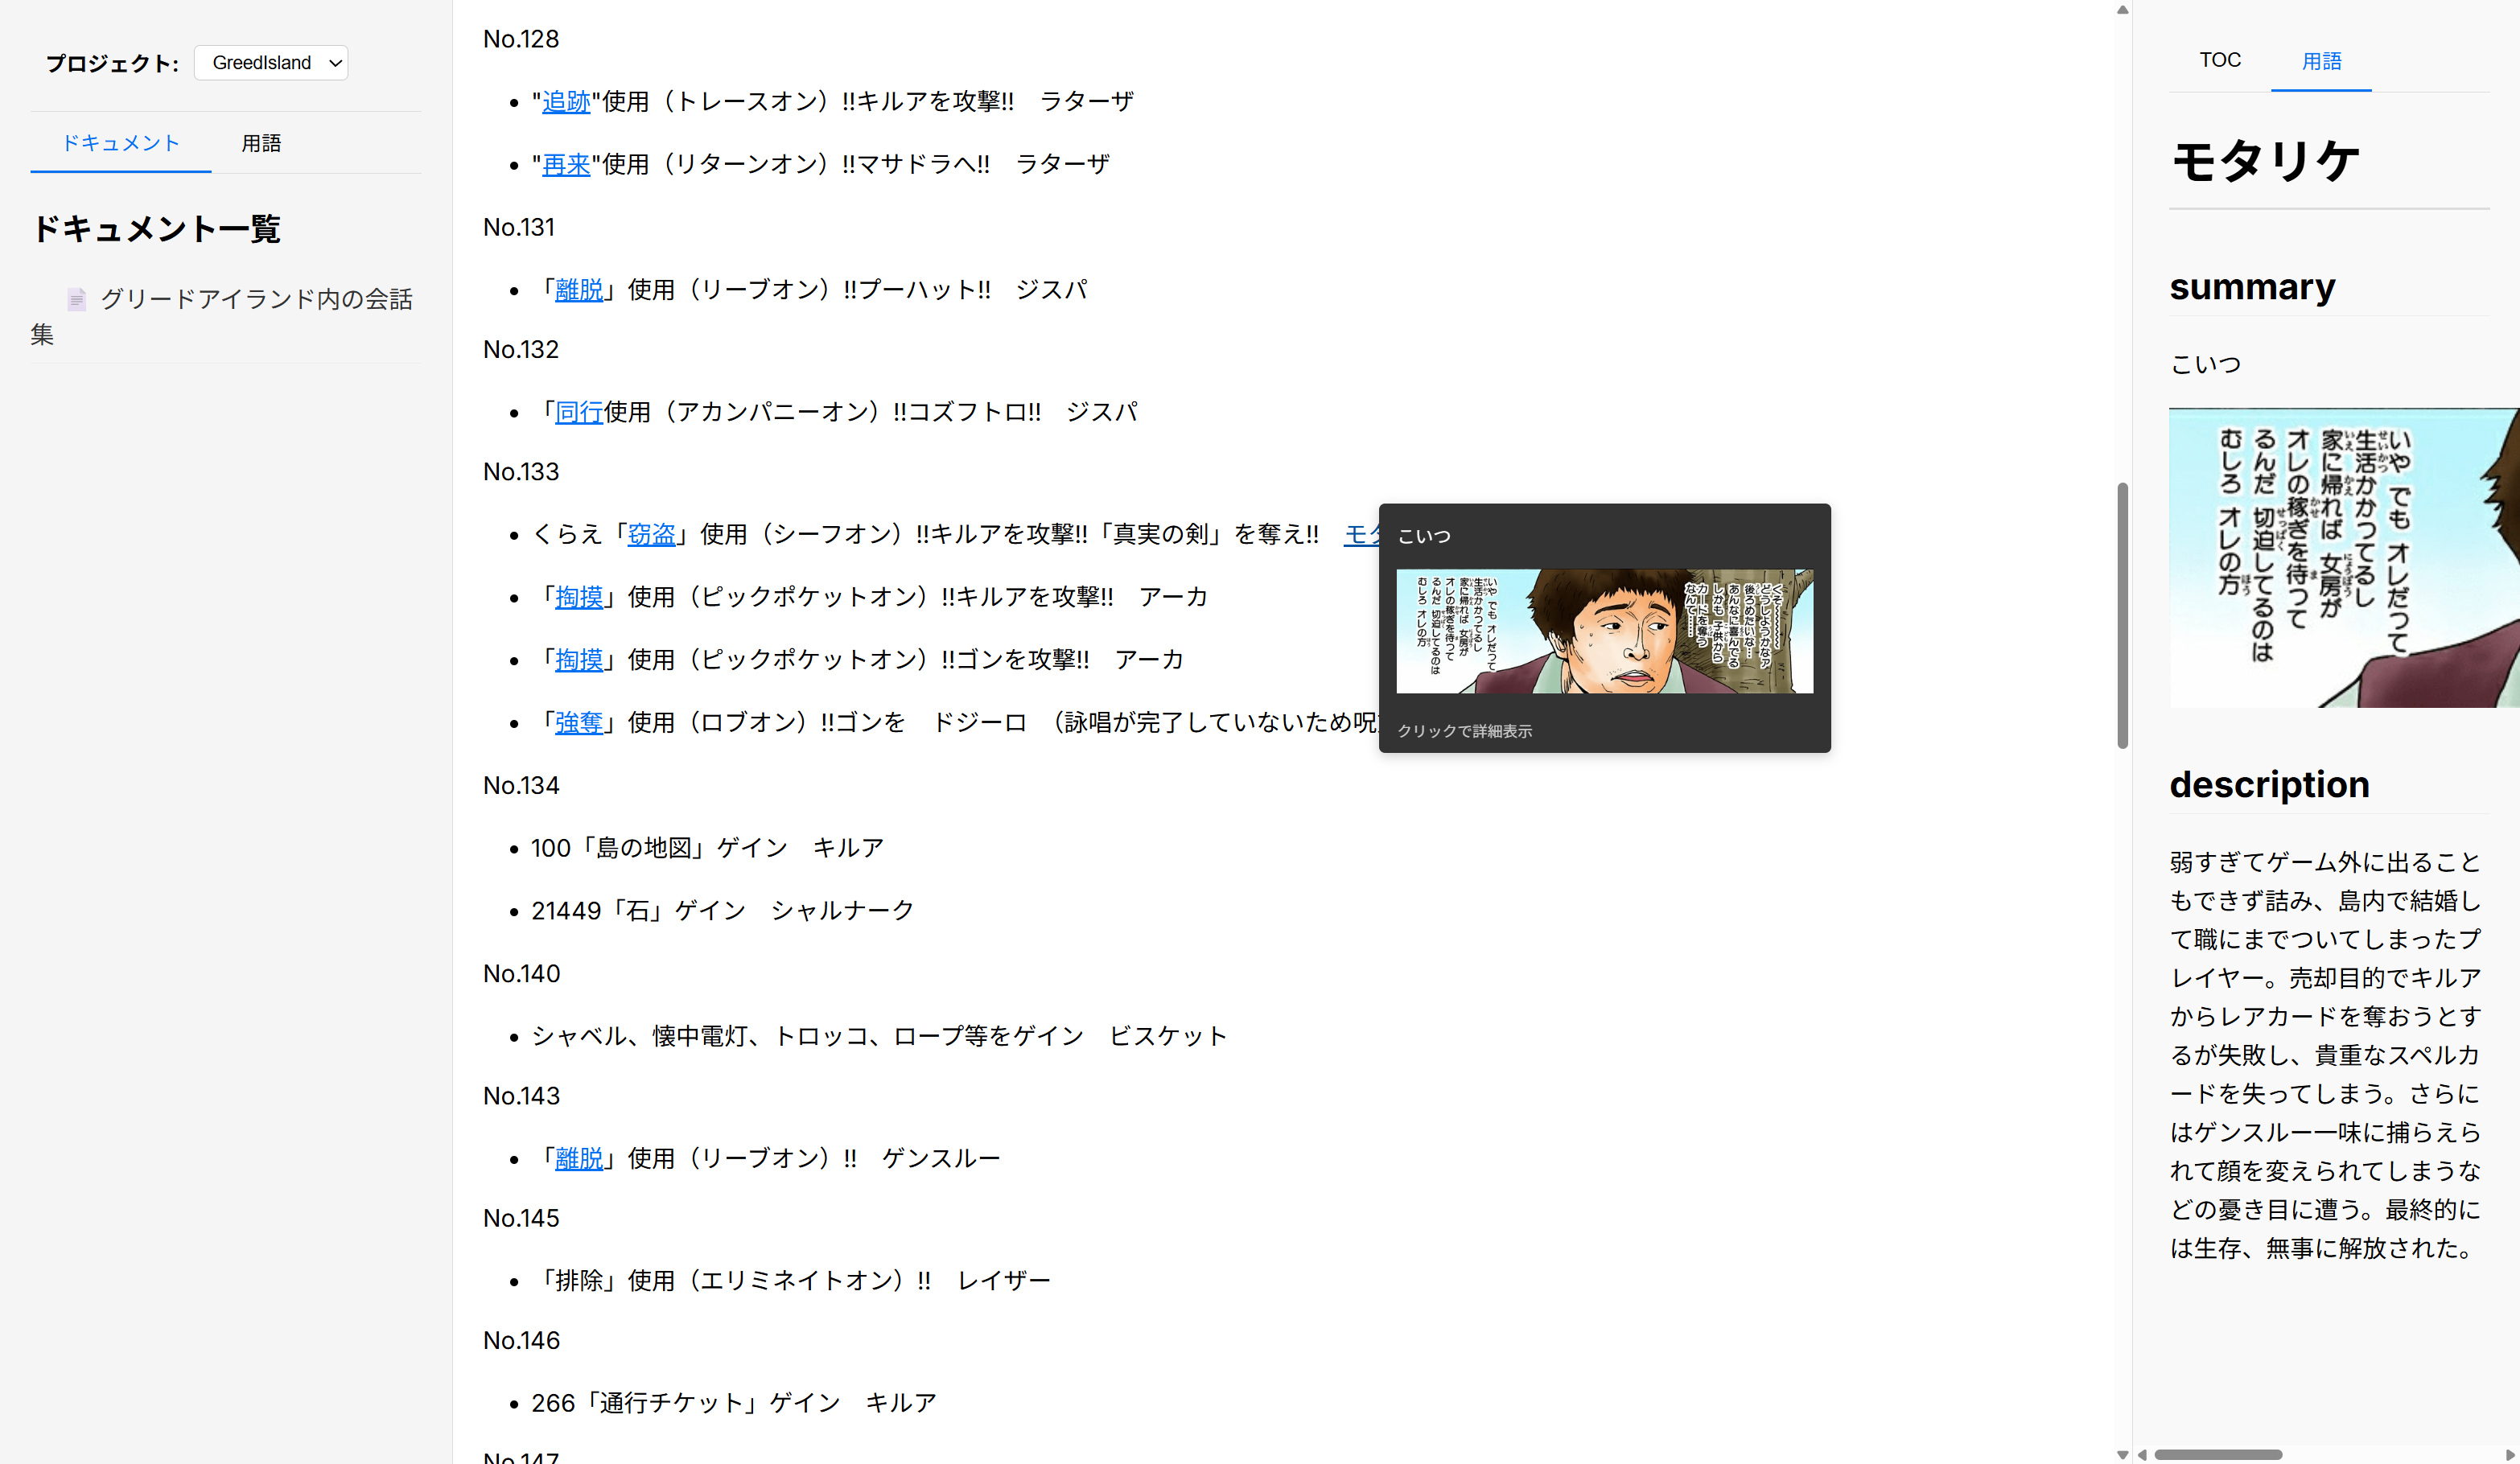 プロジェクト:
GreedIsland
ドキュメント
用語
ドキュメント一覧
グリードアイランド内の会話
集
No.128
"追跡"使用（トレースオン）!!キルアを攻撃!!　ラターザ
"再来"使用（リターンオン）!!マサドラへ!!　ラターザ
No.131
「離脱」使用（リーブオン）!!プーハット!!　ジスパ
No.132
「同行使用（アカンパニーオン）!!コズフトロ!!　ジスパ
No.133
くらえ「窃盗」使用（シーフオン）!!キルアを攻撃!!「真実の剣」を奪え!!　モタ
「掏摸」使用（ピックポケットオン）!!キルアを攻撃!!　アーカ
「掏摸」使用（ピックポケットオン）!!ゴンを攻撃!!　アーカ
「強奪」使用（ロブオン）!!ゴンを　ドジーロ　（詠唱が完了していないため呪
No.134
100「島の地図」ゲイン　キルア
21449「石」ゲイン　シャルナーク
No.140
シャベル、懐中電灯、トロッコ、ロープ等をゲイン　ビスケット
No.143
「離脱」使用（リーブオン）!!　ゲンスルー
No.145
「排除」使用（エリミネイトオン）!!　レイザー
No.146
266「通行チケット」ゲイン　キルア
No.147
こいつ
くそ〜〜〜〜〜
どうしようかなァ
後ろめたいな…
あんなに喜んでる
しかも 子供から
カードを奪う
なんて……
いや でも オレだって
生活かかつてるし
家に帰れば 女房が
オレの稼ぎを待つて
るんだ 切迫してるのは
むしろ オレの方
クリックで詳細表示
TOC
用語
モタリケ
summary
こいつ
いや でも オレだって
生活かかつてるし
家に帰れば 女房が
オレの稼ぎを待つて
るんだ 切迫してるのは
むしろ オレの方
description
弱すぎてゲーム外に出ること
もできず詰み、島内で結婚し
て職にまでついてしまったプ
レイヤー。売却目的でキルア
からレアカードを奪おうとす
るが失敗し、貴重なスペルカ
ードを失ってしまう。さらに
はゲンスルー一味に捕らえら
れて顔を変えられてしまうな
どの憂き目に遭う。最終的に
は生存、無事に解放された。